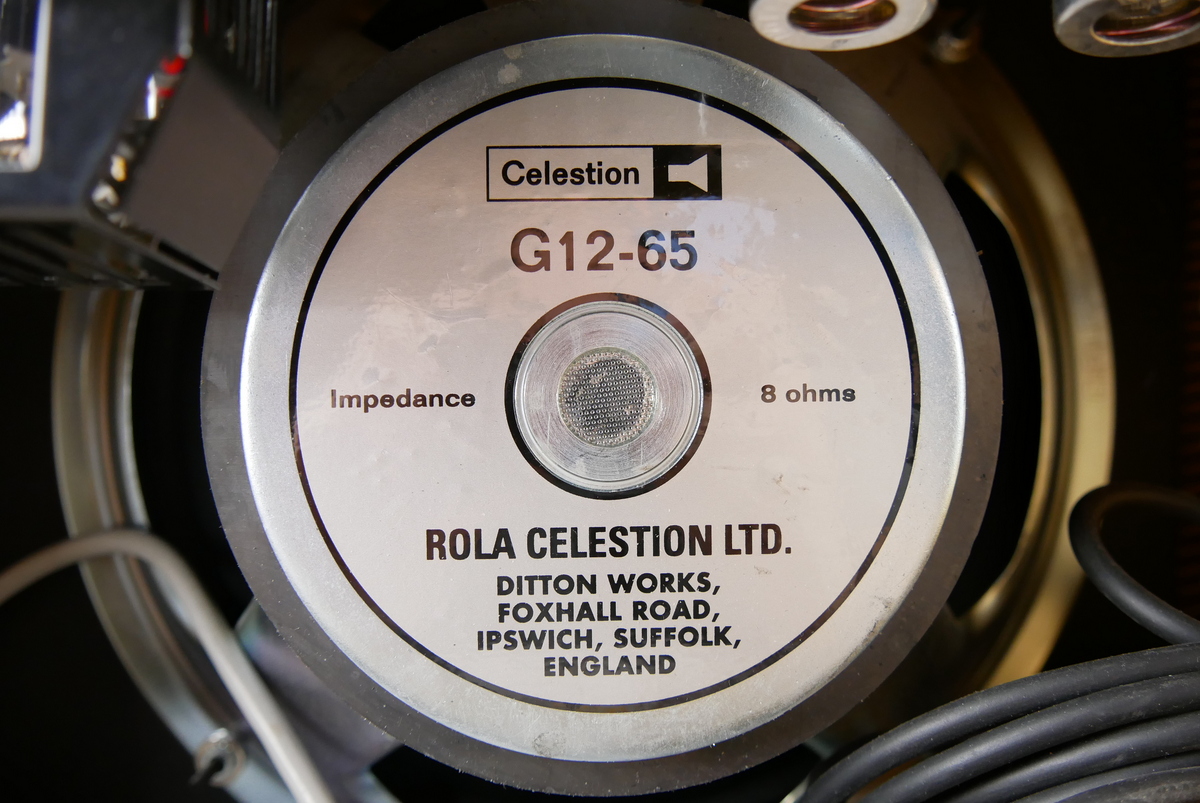 Celestion
G12-65
Impedance 8 ohms
ROLA CELESTION LTD.
DITTON WORKS,
FOXHALL ROAD,
IPSWICH, SUFFOLK,
ENGLAND